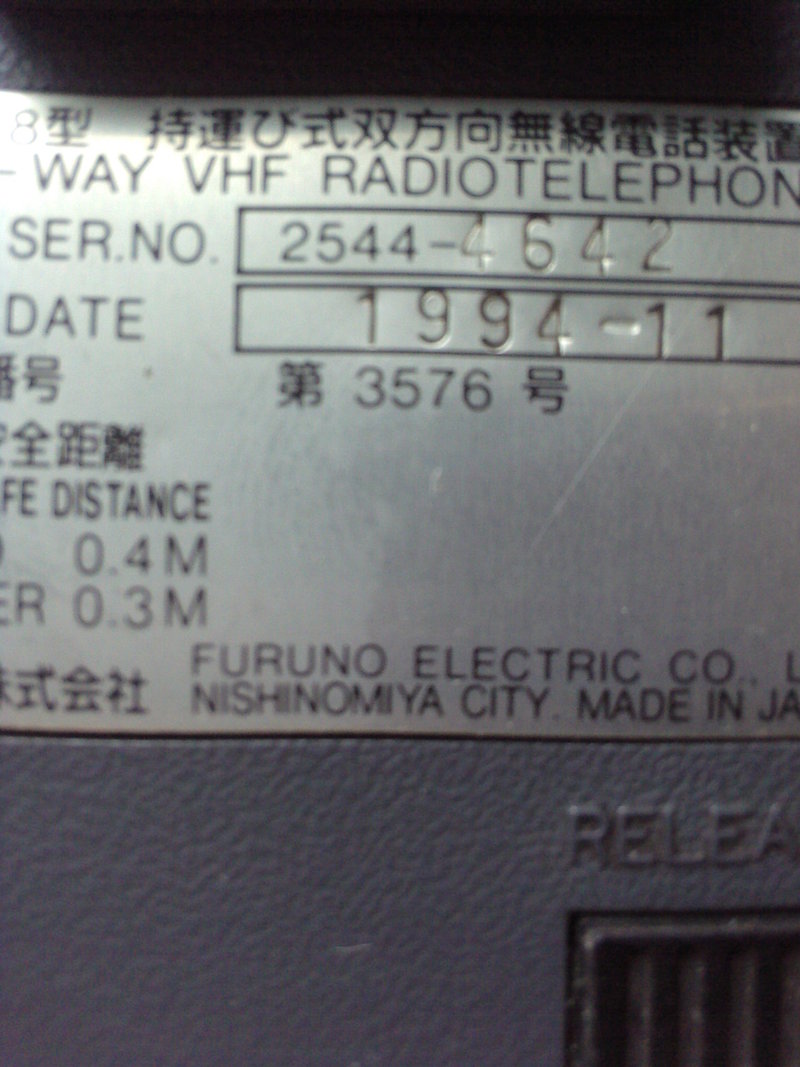 8型 持運び式双方向無線電話装置
-WAY VHF RADIOTELEPHON
SER.NO. 2544-4642
DATE 1994-11
番号 第 3576 号
安全距離
FE DISTANCE
0.4M
ER 0.3M
株式会社 FURUNO ELECTRIC CO., L
NISHINOMIYA CITY. MADE IN JA
RELEA